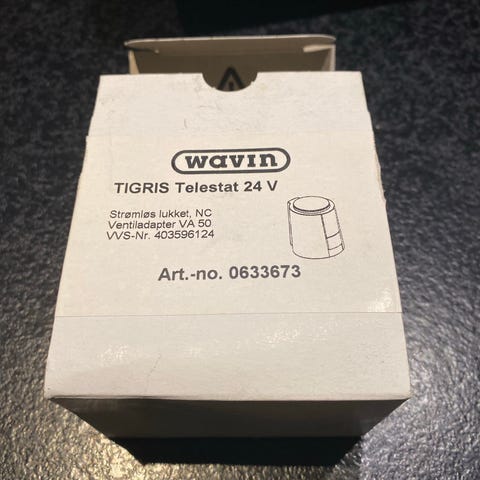 wavin
TIGRIS Telestat 24 V
Strømløs lukket, NC
Ventiladapter VA 50
VVS-Nr. 403596124
Art.-no. 0633673